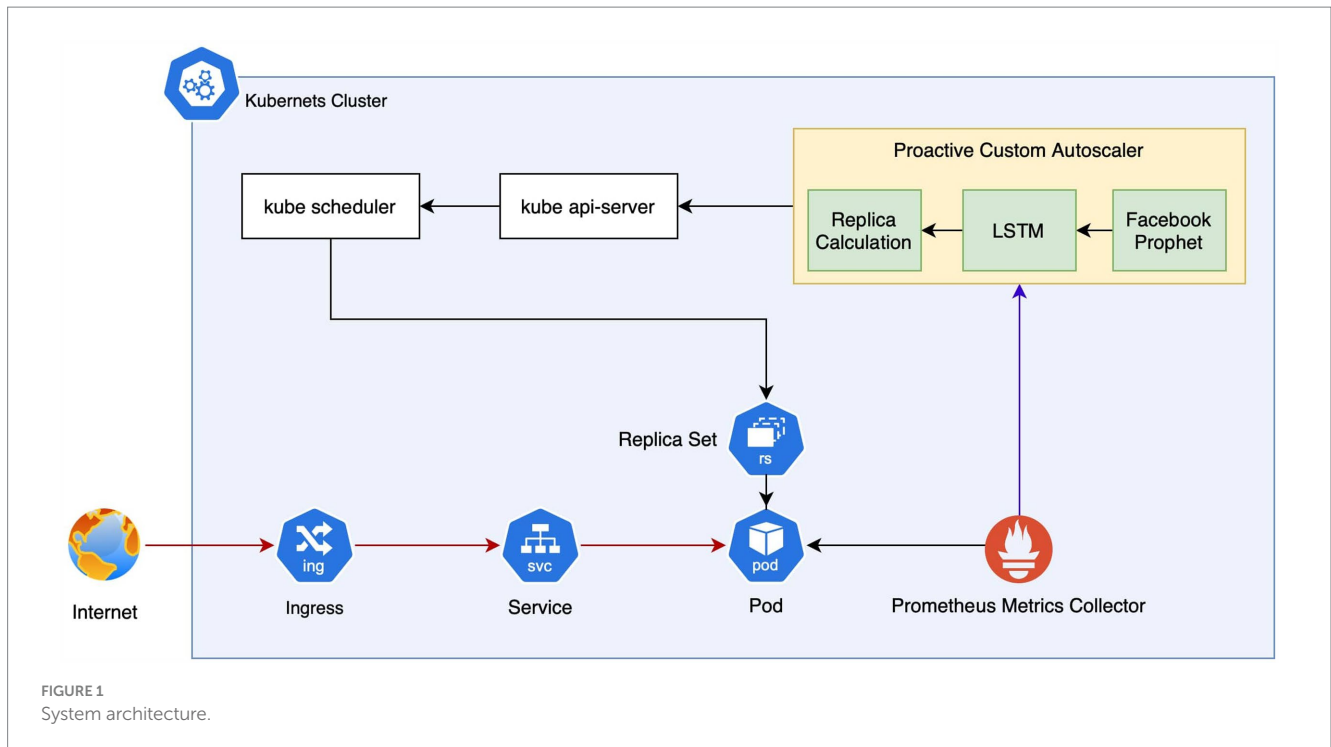 Kubernets Cluster
Proactive Custom Autoscaler
kube scheduler
kube api-server
Replica
Calculation
LSTM
Facebook
Prophet
Replica Set
rs
ing
svc
pod
Internet
Ingress
Service
Pod
Prometheus Metrics Collector
FIGURE 1
System architecture.